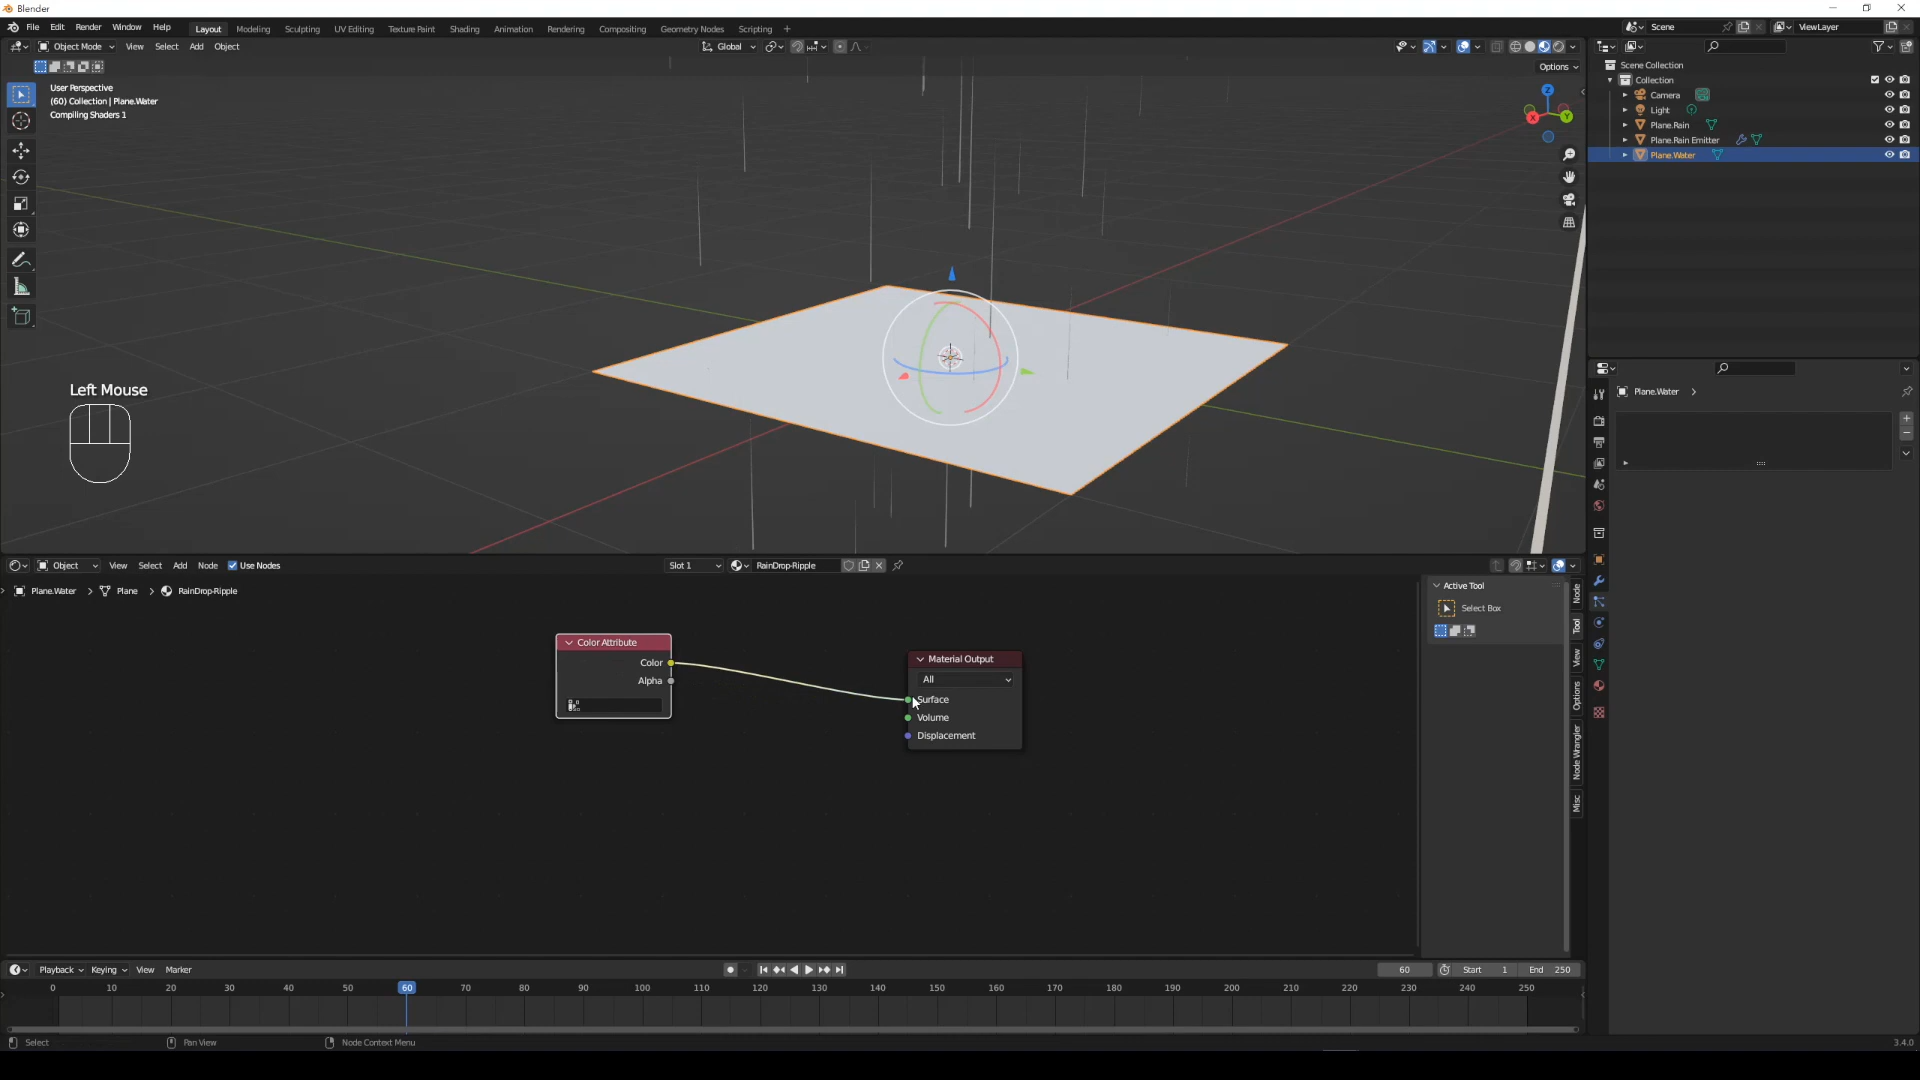 Blender
File Edit Render Window Help Layout Modeling Sculpting UV Editing Texture Paint Shading Animation Rendering Compositing Geometry Nodes Scripting + Scene ViewLayer
Object Mode View Select Add Object Global
Options
User Perspective
(60) Collection | Plane.Water
Compiling Shaders 1
Z
X Y
Scene Collection
Collection
Camera
Light
Plane.Rain
Plane.Rain Emitter
Plane.Water
Left Mouse
Plane.Water
Object View Select Add Node Use Nodes Slot 1 RainDrop-Ripple
Plane.Water > Plane > RainDrop-Ripple
Active Tool
Select Box
Node
Tool
View
Options
Node Wrangler
Misc
Color Attribute
Color
Alpha
Material Output
All
Surface
Volume
Displacement
Playback Keying View Marker 60 Start 1 End 250
0 10 20 30 40 50 60 70 80 90 100 110 120 130 140 150 160 170 180 190 200 210 220 230 240 250
Select Pan View Node Context Menu 3.4.0